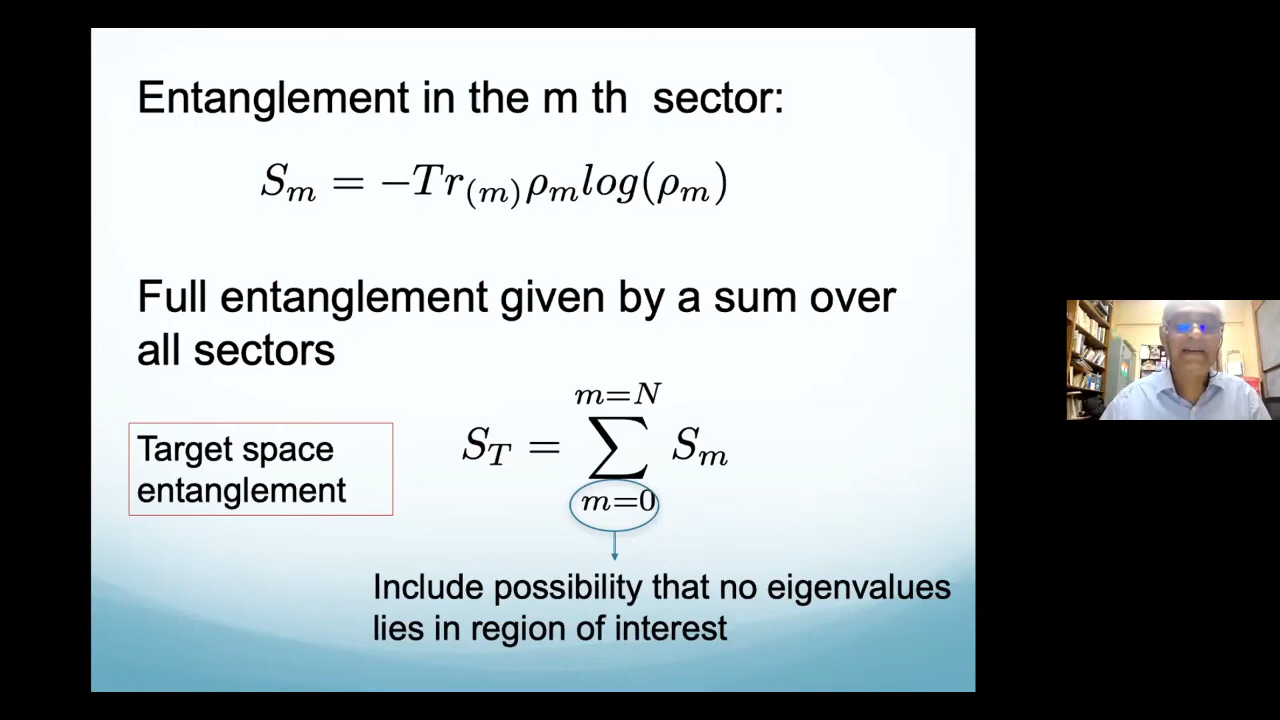 Entanglement in the m th sector:
S_m = −Tr_(m) ρ_m log(ρ_m)
Full entanglement given by a sum over
all sectors
m=N
Target space
entanglement
S_T = ∑ S_m
m=0
Include possibility that no eigenvalues
lies in region of interest